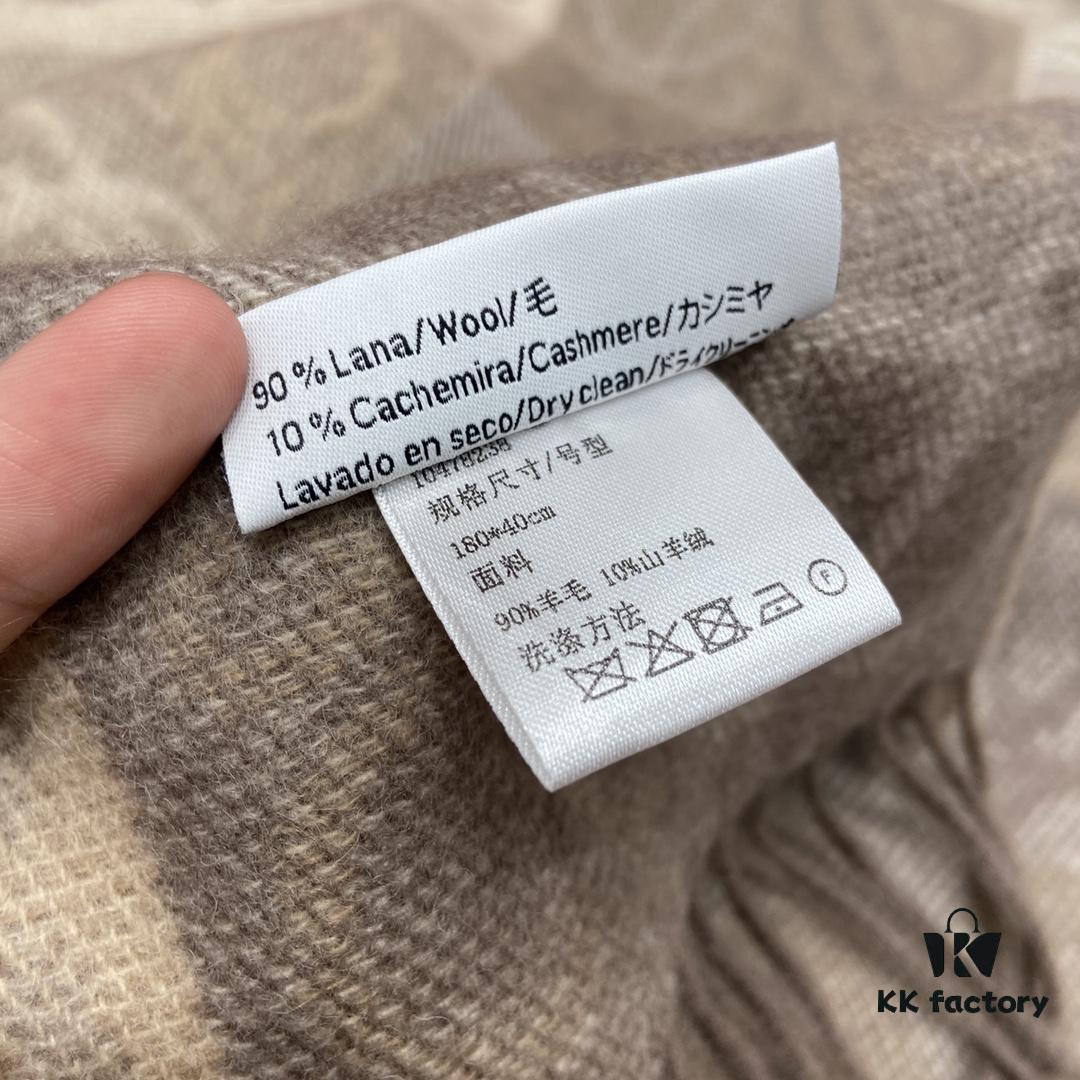 90 % Lana/Wool/毛
10 % Cachemira/Cashmere/カシミヤ
Lavado en seco/Dry clean/ドライクリーニング
10478238
规格尺寸/号型
180*40cm
面料
90%羊毛 10%山羊绒
洗涤方法
F
KK factory